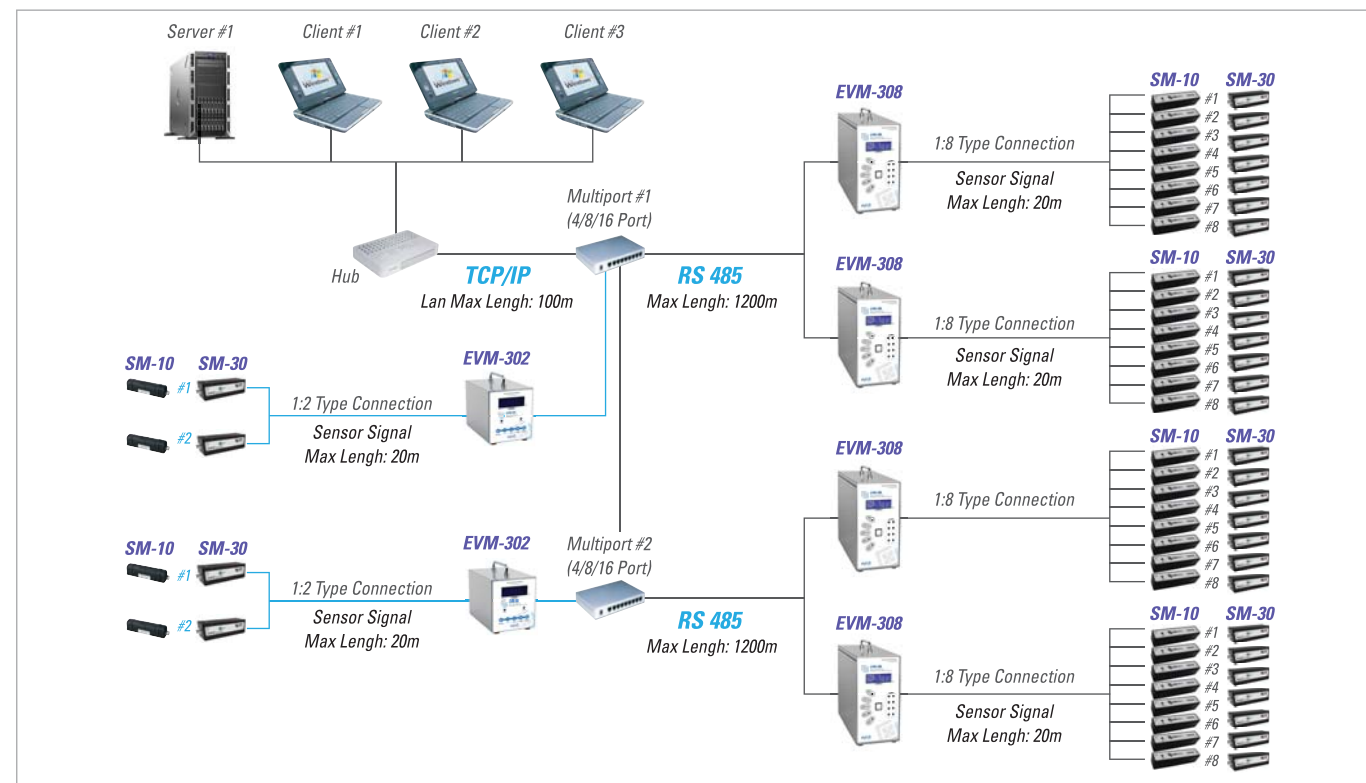 Server #1
Client #1
Client #2
Client #3
Windows
Windows
Windows
EVM-308
SM-10
SM-30
#1
#2
#3
#4
#5
#6
#7
#8
1:8 Type Connection
Sensor Signal
Max Lengh: 20m
Multiport #1
(4/8/16 Port)
Hub
TCP/IP
Lan Max Lengh: 100m
RS 485
Max Lengh: 1200m
EVM-308
SM-10
SM-30
#1
#2
#3
#4
#5
#6
#7
#8
1:8 Type Connection
Sensor Signal
Max Lengh: 20m
SM-10
SM-30
#1
#2
1:2 Type Connection
Sensor Signal
Max Lengh: 20m
EVM-302
EVM-308
SM-10
SM-30
#1
#2
#3
#4
#5
#6
#7
#8
1:8 Type Connection
SM-10
SM-30
#1
#2
1:2 Type Connection
Sensor Signal
Max Lengh: 20m
EVM-302
Multiport #2
(4/8/16 Port)
RS 485
Max Lengh: 1200m
EVM-308
SM-10
SM-30
#1
#2
#3
#4
#5
#6
#7
#8
1:8 Type Connection
Sensor Signal
Max Lengh: 20m